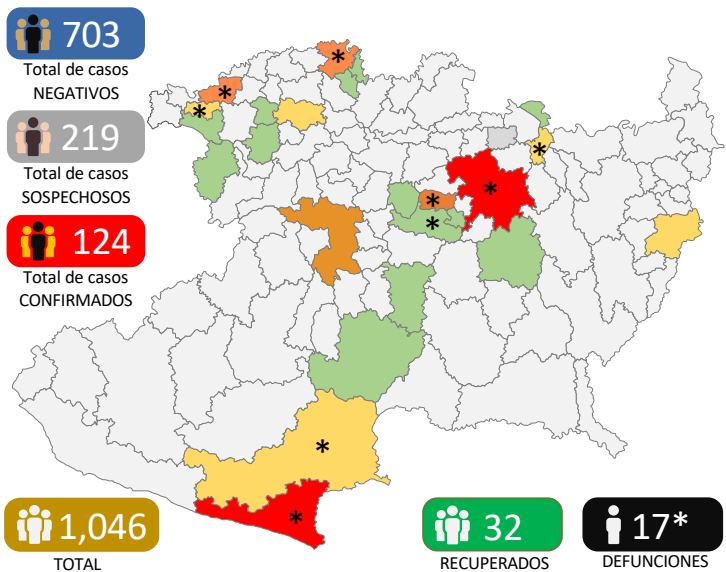 703
Total de casos
NEGATIVOS
219
Total de casos
SOSPECHOSOS
124
Total de casos
CONFIRMADOS
*
*
*
*
*
*
*
*
*
1,046
TOTAL
32
RECUPERADOS
17*
DEFUNCIONES